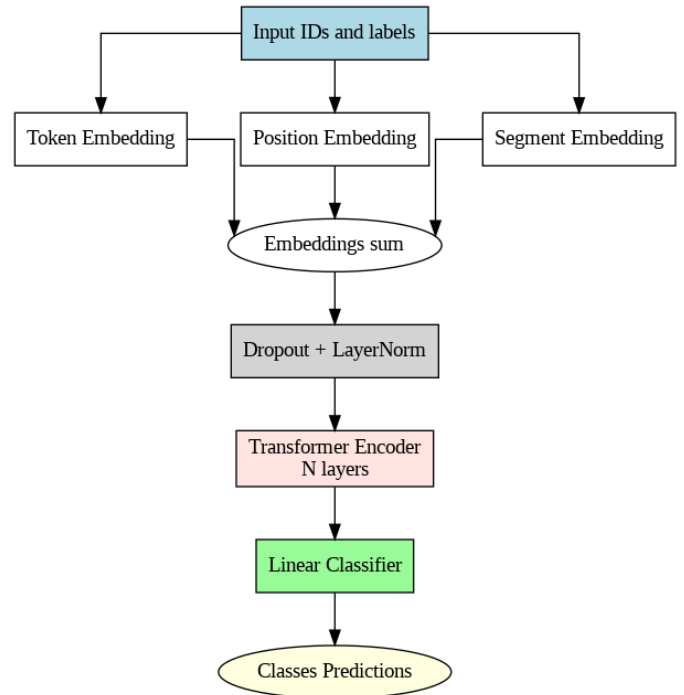 Input IDs and labels
Token Embedding
Position Embedding
Segment Embedding
Embeddings sum
Dropout + LayerNorm
Transformer Encoder
N layers
Linear Classifier
Classes Predictions